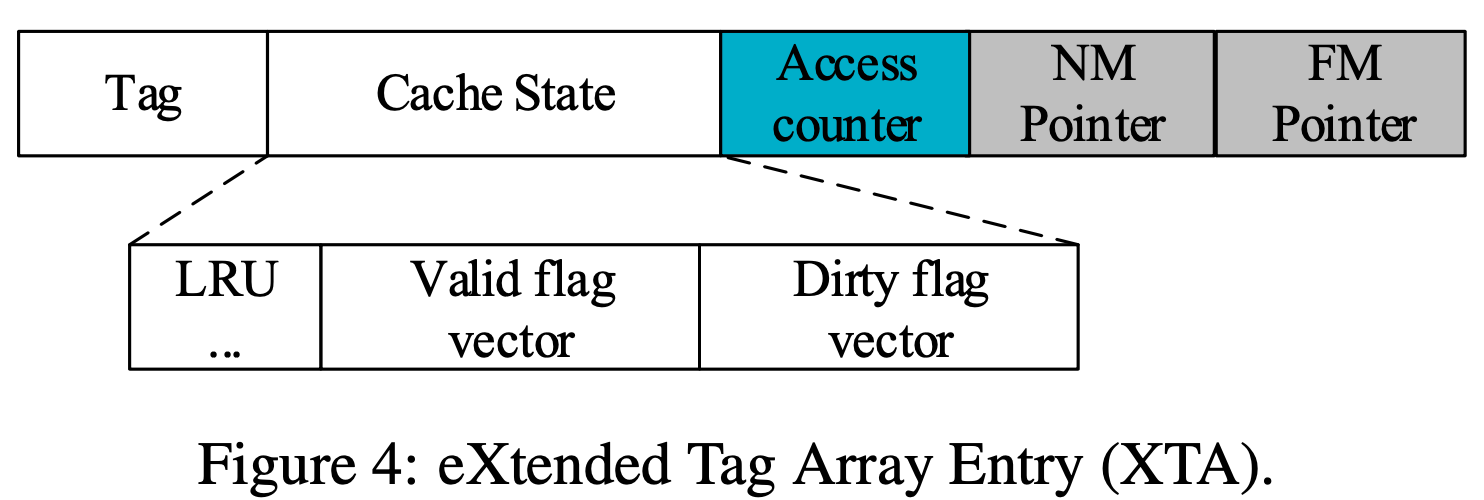 Tag
Cache State
Access
counter
NM
Pointer
FM
Pointer
LRU
...
Valid flag
vector
Dirty flag
vector
Figure 4: eXtended Tag Array Entry (XTA).